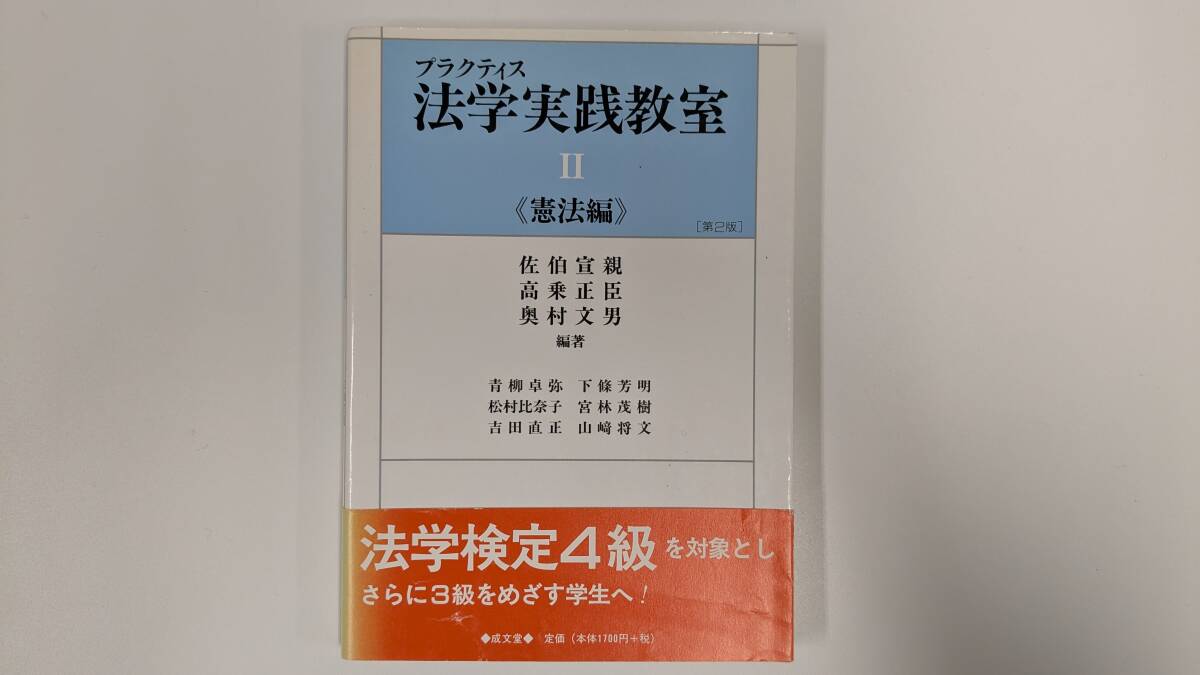 プラクティス
法学実践教室
II
《憲法編》
［第2版］
佐伯宣親
高乗正臣
奥村文男
編著
青柳卓弥 下條芳明
松村比奈子 宮林茂樹
吉田直正 山﨑将文
法学検定4級を対象とし
さらに3級をめざす学生へ！
◆成文堂◆ 定価（本体1700円＋税）